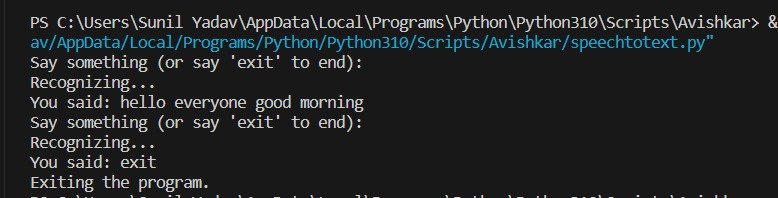 PS C:\Users\Sunil Yadav\AppData\Local\Programs\Python\Python310\Scripts\Avishkar> &
av/AppData/Local/Programs/Python/Python310/Scripts/Avishkar/speechtotext.py"
Say something (or say 'exit' to end):
Recognizing...
You said: hello everyone good morning
Say something (or say 'exit' to end):
Recognizing...
You said: exit
Exiting the program.